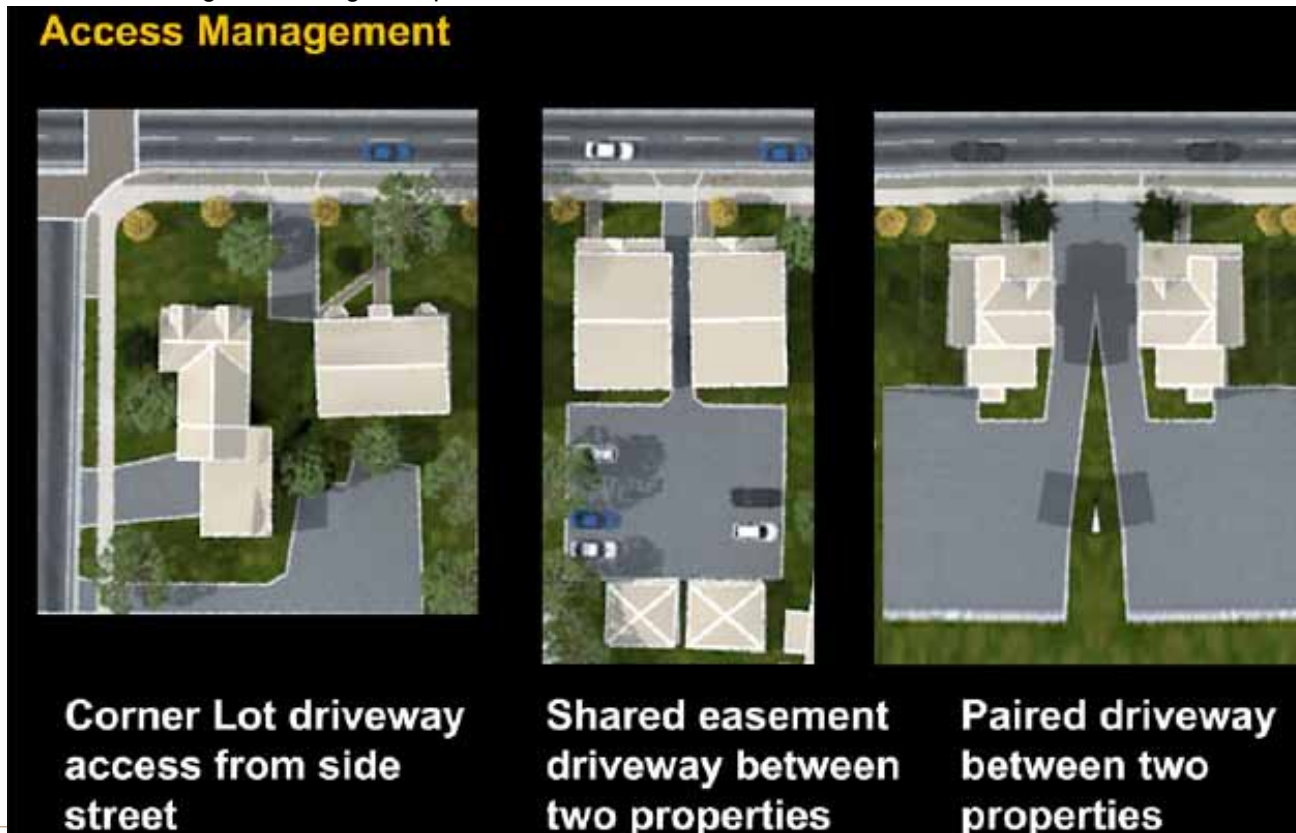 Access Management
Corner Lot driveway
access from side
street
Shared easement
driveway between
two properties
Paired driveway
between two
properties